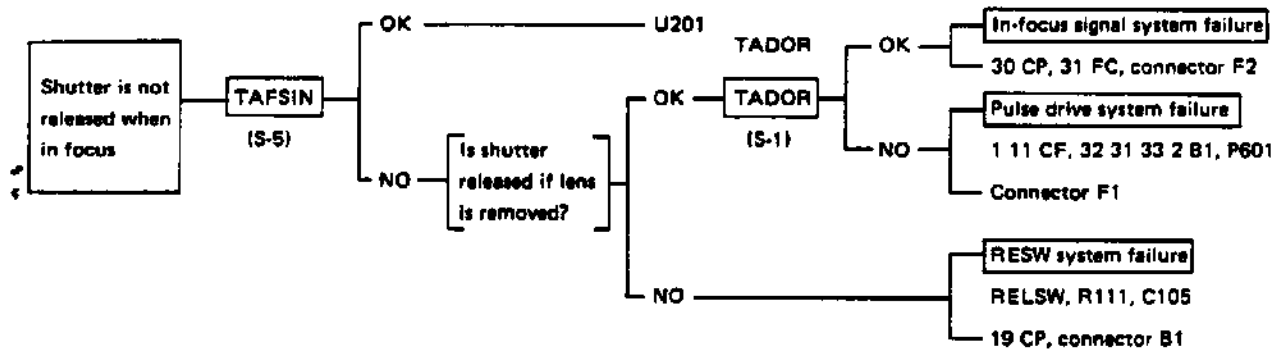 Shutter is not
released when
in focus
TAFSIN
(S-5)
OK
U201
NO
Is shutter
released if lens
is removed?
OK
TADOR
TADOR
(S-1)
OK
In-focus signal system failure
30 CP, 31 FC, connector F2
NO
Pulse drive system failure
1 11 CF, 32 31 33 2 B1, P601
Connector F1
NO
RESW system failure
RELSW, R111, C105
19 CP, connector B1